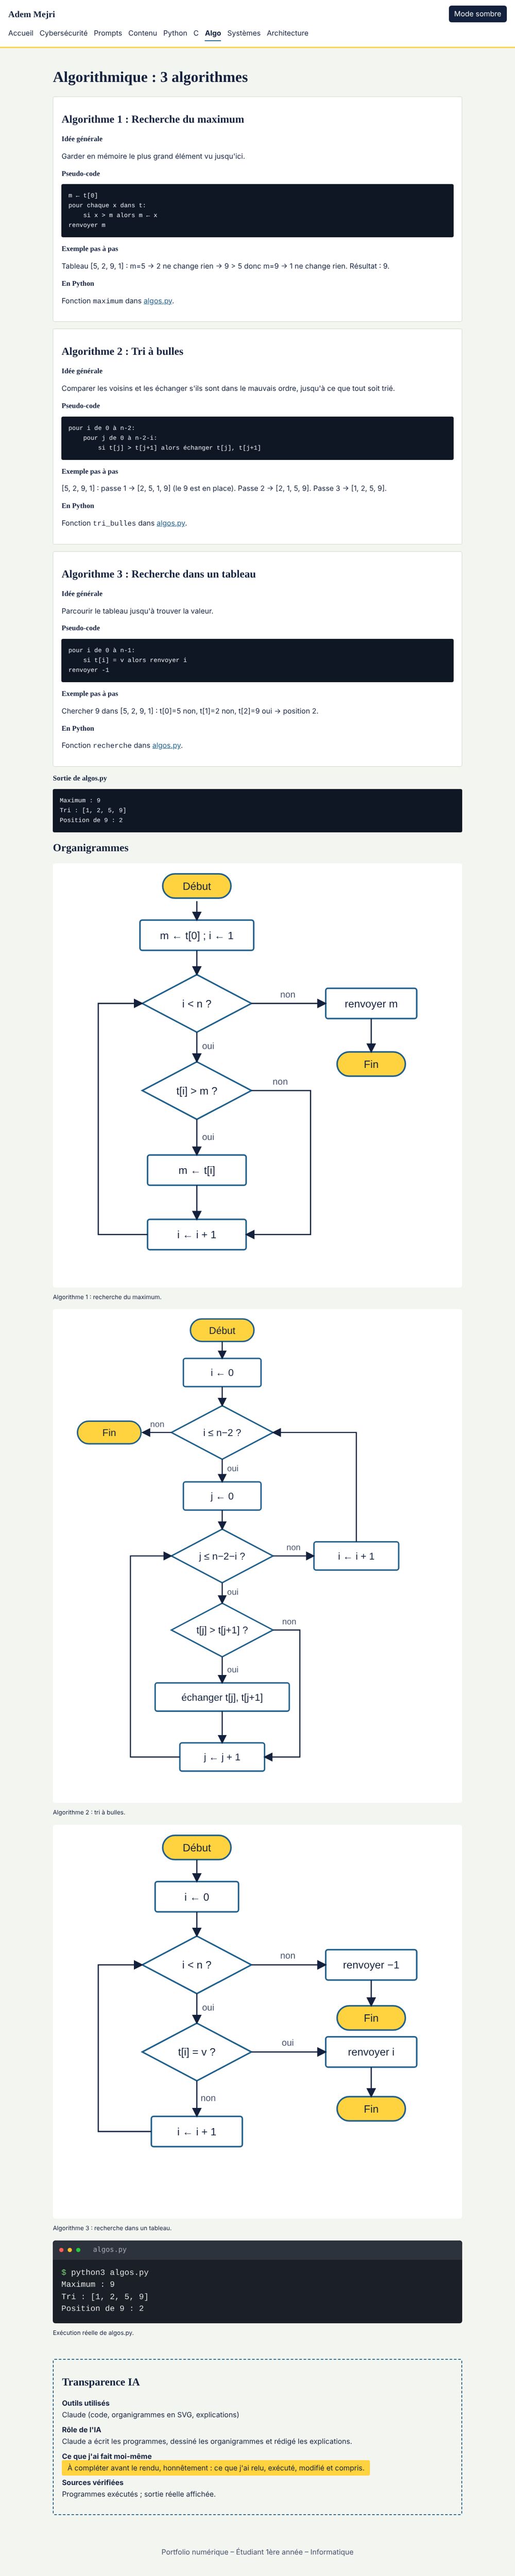 Adem Mejri
Mode sombre
Accueil Cybersécurité Prompts Contenu Python C Algo Systèmes Architecture
Algorithmique : 3 algorithmes
Algorithme 1 : Recherche du maximum
Idée générale
Garder en mémoire le plus grand élément vu jusqu'ici.
Pseudo-code
m ← t[0]
pour chaque x dans t:
    si x > m alors m ← x
renvoyer m
Exemple pas à pas
Tableau [5, 2, 9, 1] : m=5 → 2 ne change rien → 9 > 5 donc m=9 → 1 ne change rien. Résultat : 9.
En Python
Fonction maximum dans algos.py.
Algorithme 2 : Tri à bulles
Idée générale
Comparer les voisins et les échanger s'ils sont dans le mauvais ordre, jusqu'à ce que tout soit trié.
Pseudo-code
pour i de 0 à n-2:
    pour j de 0 à n-2-i:
        si t[j] > t[j+1] alors échanger t[j], t[j+1]
Exemple pas à pas
[5, 2, 9, 1] : passe 1 → [2, 5, 1, 9] (le 9 est en place). Passe 2 → [2, 1, 5, 9]. Passe 3 → [1, 2, 5, 9].
En Python
Fonction tri_bulles dans algos.py.
Algorithme 3 : Recherche dans un tableau
Idée générale
Parcourir le tableau jusqu'à trouver la valeur.
Pseudo-code
pour i de 0 à n-1:
    si t[i] = v alors renvoyer i
renvoyer -1
Exemple pas à pas
Chercher 9 dans [5, 2, 9, 1] : t[0]=5 non, t[1]=2 non, t[2]=9 oui → position 2.
En Python
Fonction recherche dans algos.py.
Sortie de algos.py
Maximum : 9
Tri : [1, 2, 5, 9]
Position de 9 : 2
Organigrammes
Début
m ← t[0] ; i ← 1
i < n ?
non
renvoyer m
oui
Fin
t[i] > m ?
non
oui
m ← t[i]
i ← i + 1
Algorithme 1 : recherche du maximum.
Début
i ← 0
i ≤ n−2 ?
non
Fin
oui
j ← 0
j ≤ n−2−i ?
non
i ← i + 1
oui
t[j] > t[j+1] ?
non
oui
échanger t[j], t[j+1]
j ← j + 1
Algorithme 2 : tri à bulles.
Début
i ← 0
i < n ?
non
renvoyer −1
oui
Fin
t[i] = v ?
oui
renvoyer i
non
Fin
i ← i + 1
Algorithme 3 : recherche dans un tableau.
algos.py
$ python3 algos.py
Maximum : 9
Tri : [1, 2, 5, 9]
Position de 9 : 2
Exécution réelle de algos.py.
Transparence IA
Outils utilisés
Claude (code, organigrammes en SVG, explications)
Rôle de l'IA
Claude a écrit les programmes, dessiné les organigrammes et rédigé les explications.
Ce que j'ai fait moi-même
À compléter avant le rendu, honnêtement : ce que j'ai relu, exécuté, modifié et compris.
Sources vérifiées
Programmes exécutés ; sortie réelle affichée.
Portfolio numérique – Étudiant 1ère année – Informatique